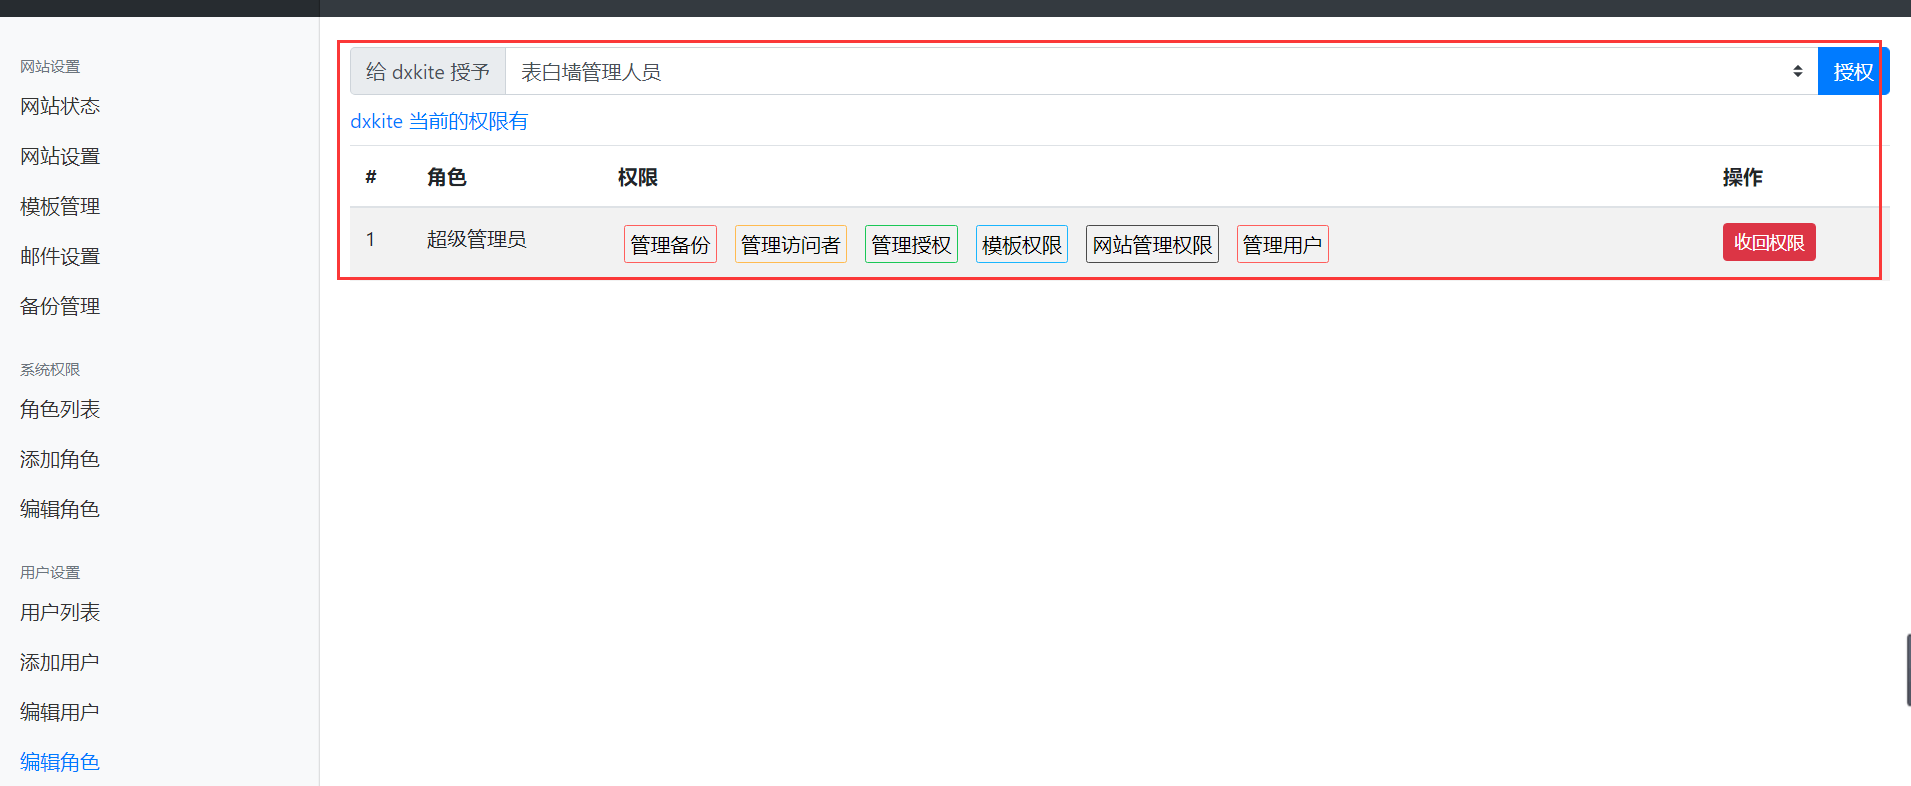 网站设置
网站状态
网站设置
模板管理
邮件设置
备份管理
系统权限
角色列表
添加角色
编辑角色
用户设置
用户列表
添加用户
编辑用户
编辑角色
给 dxkite 授予 表白墙管理人员 授权
dxkite 当前的权限有
# 角色 权限 操作
1 超级管理员 管理备份 管理访问者 管理授权 模板权限 网站管理权限 管理用户 收回权限